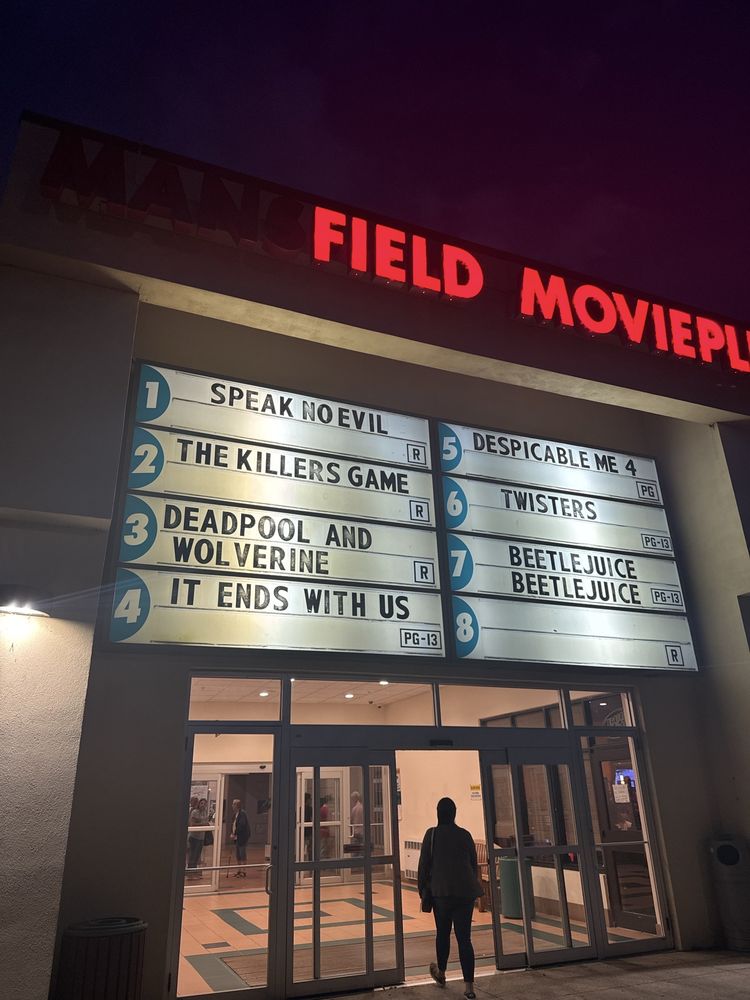 MANSFIELD MOVIEPL
1 SPEAK NO EVIL
R
2 THE KILLERS GAME
R
3 DEADPOOL AND
WOLVERINE
R
4 IT ENDS WITH US
PG-13
5 DESPICABLE ME 4
PG
6 TWISTERS
PG-13
7 BEETLEJUICE
BEETLEJUICE PG-13
8
R